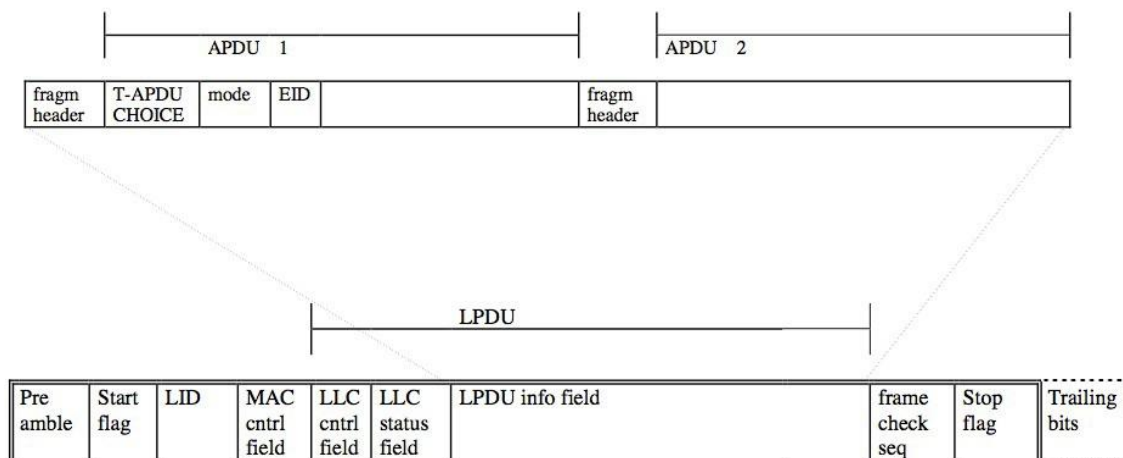 APDU 1
APDU 2
fragm header
T-APDU CHOICE
mode
EID
fragm header
LPDU
Pre amble
Start flag
LID
MAC cntrl field
LLC cntrl field
LLC status field
LPDU info field
frame check seq
Stop flag
Trailing bits